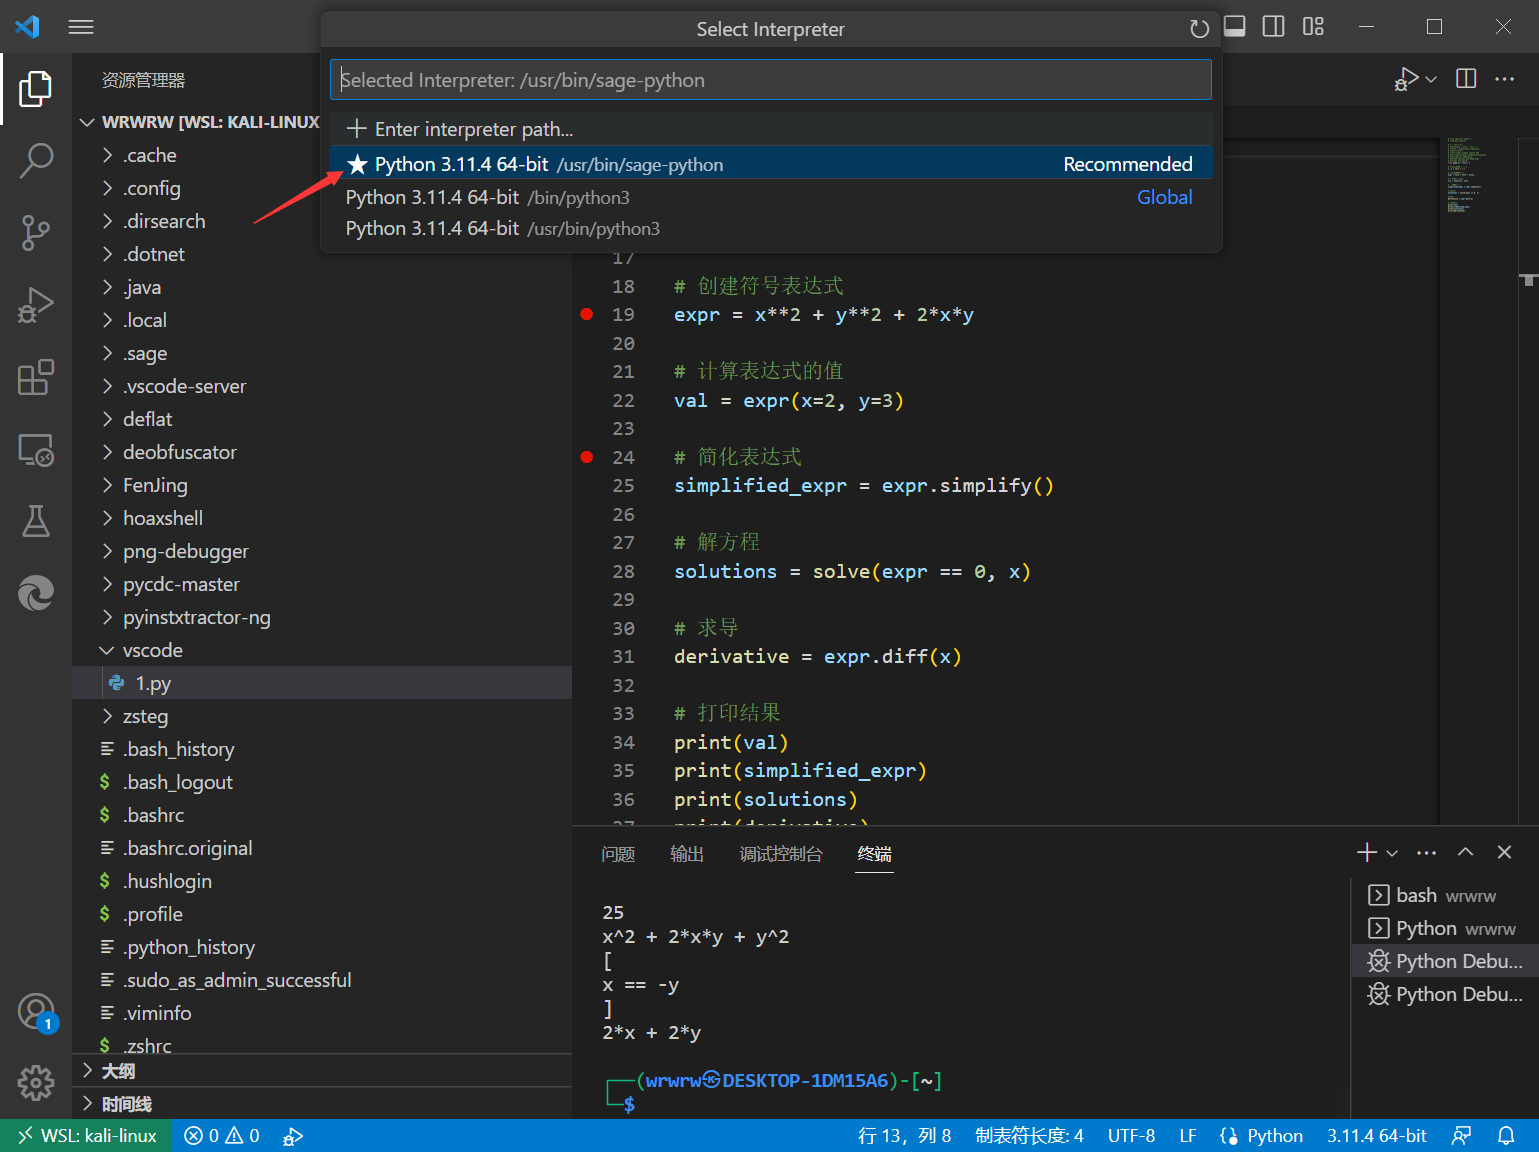 Select Interpreter
Selected Interpreter: /usr/bin/sage-python
Enter interpreter path...
Python 3.11.4 64-bit /usr/bin/sage-python Recommended
Python 3.11.4 64-bit /bin/python3 Global
Python 3.11.4 64-bit /usr/bin/python3
资源管理器
WRWRW [WSL: KALI-LINUX
.cache
.config
.dirsearch
.dotnet
.java
.local
.sage
.vscode-server
deflat
deobfuscator
FenJing
hoaxshell
png-debugger
pycdc-master
pyinstxtractor-ng
vscode
1.py
zsteg
.bash_history
$ .bash_logout
$ .bashrc
.bashrc.original
$ .hushlogin
$ .profile
.python_history
.sudo_as_admin_successful
.viminfo
$ .zshrc
大纲
时间线
1
17
18 # 创建符号表达式
19 expr = x**2 + y**2 + 2*x*y
20
21 # 计算表达式的值
22 val = expr(x=2, y=3)
23
24 # 简化表达式
25 simplified_expr = expr.simplify()
26
27 # 解方程
28 solutions = solve(expr == 0, x)
29
30 # 求导
31 derivative = expr.diff(x)
32
33 # 打印结果
34 print(val)
35 print(simplified_expr)
36 print(solutions)
37 print(derivative)
问题 输出 调试控制台 终端
25
x^2 + 2*x*y + y^2
[
x == -y
]
2*x + 2*y
┌──(wrwrw㉿DESKTOP-1DM15A6)-[~]
└─$
bash wrwrw
Python wrwrw
Python Debu...
Python Debu...
WSL: kali-linux 0 0 行 13, 列 8 制表符长度: 4 UTF-8 LF Python 3.11.4 64-bit